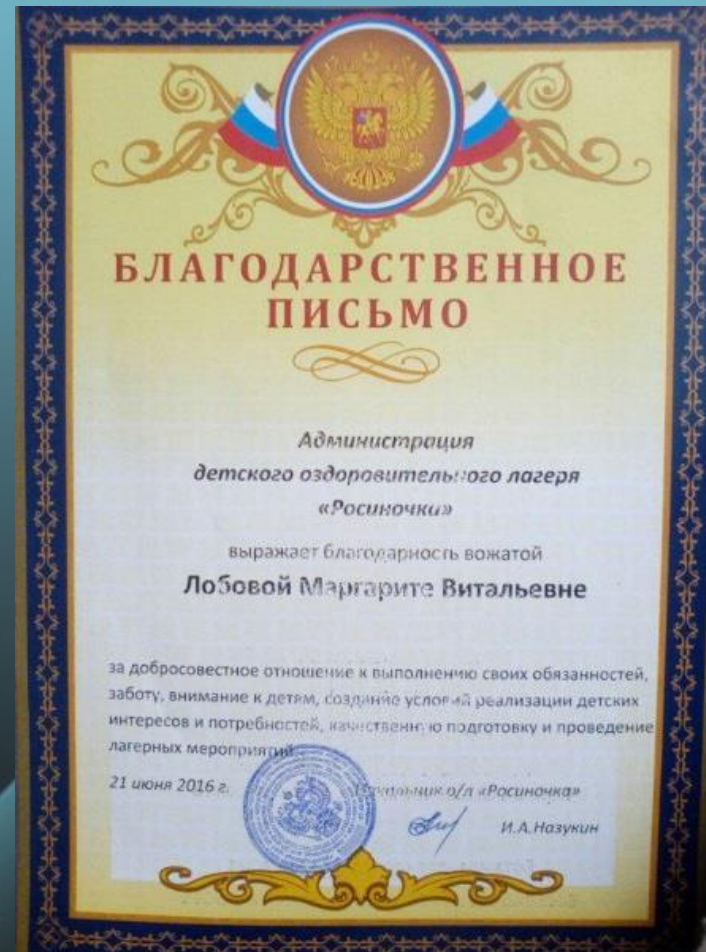 БЛАГОДАРСТВЕННОЕ
ПИСЬМО
Администрация
детского оздоровительного лагеря
«Росиночки»
выражает благодарность вожатой
Лобовой Маргарите Витальевне
за добросовестное отношение к выполнению своих обязанностей,
заботу, внимание к детям, создание условий реализации детских
интересов и потребностей, качественную подготовку и проведение
лагерных мероприятий
21 июня 2016 г.
Начальник о/л «Росиночка»
И.А.Назукин